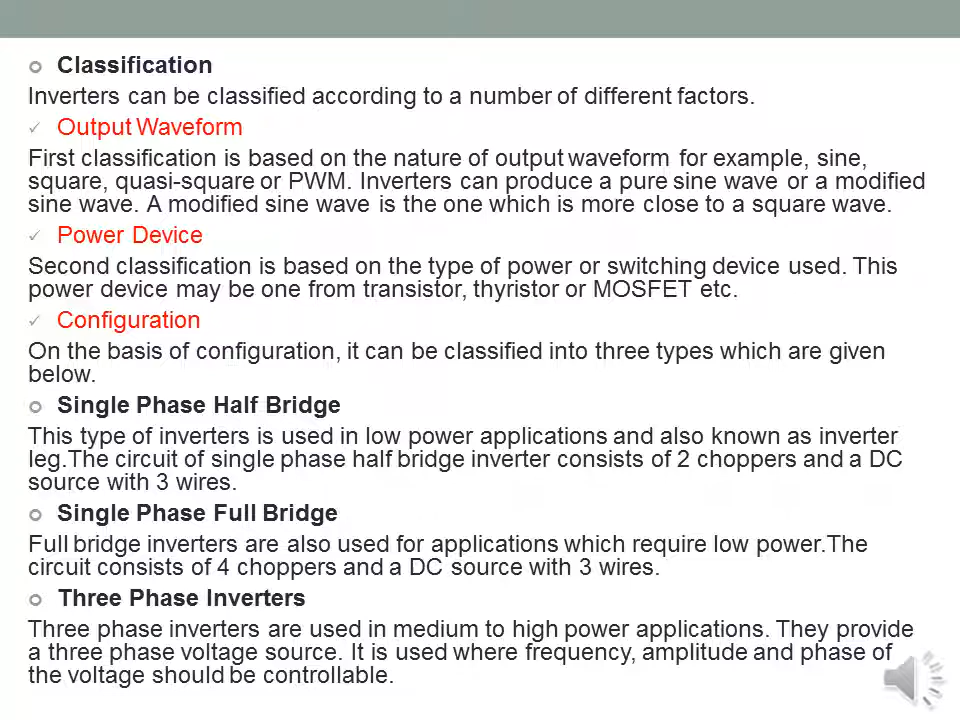 Classification
Inverters can be classified according to a number of different factors.
Output Waveform
First classification is based on the nature of output waveform for example, sine,
square, quasi-square or PWM. Inverters can produce a pure sine wave or a modified
sine wave. A modified sine wave is the one which is more close to a square wave.
Power Device
Second classification is based on the type of power or switching device used. This
power device may be one from transistor, thyristor or MOSFET etc.
Configuration
On the basis of configuration, it can be classified into three types which are given
below.
Single Phase Half Bridge
This type of inverters is used in low power applications and also known as inverter
leg.The circuit of single phase half bridge inverter consists of 2 choppers and a DC
source with 3 wires.
Single Phase Full Bridge
Full bridge inverters are also used for applications which require low power.The
circuit consists of 4 choppers and a DC source with 3 wires.
Three Phase Inverters
Three phase inverters are used in medium to high power applications. They provide
a three phase voltage source. It is used where frequency, amplitude and phase of
the voltage should be controllable.